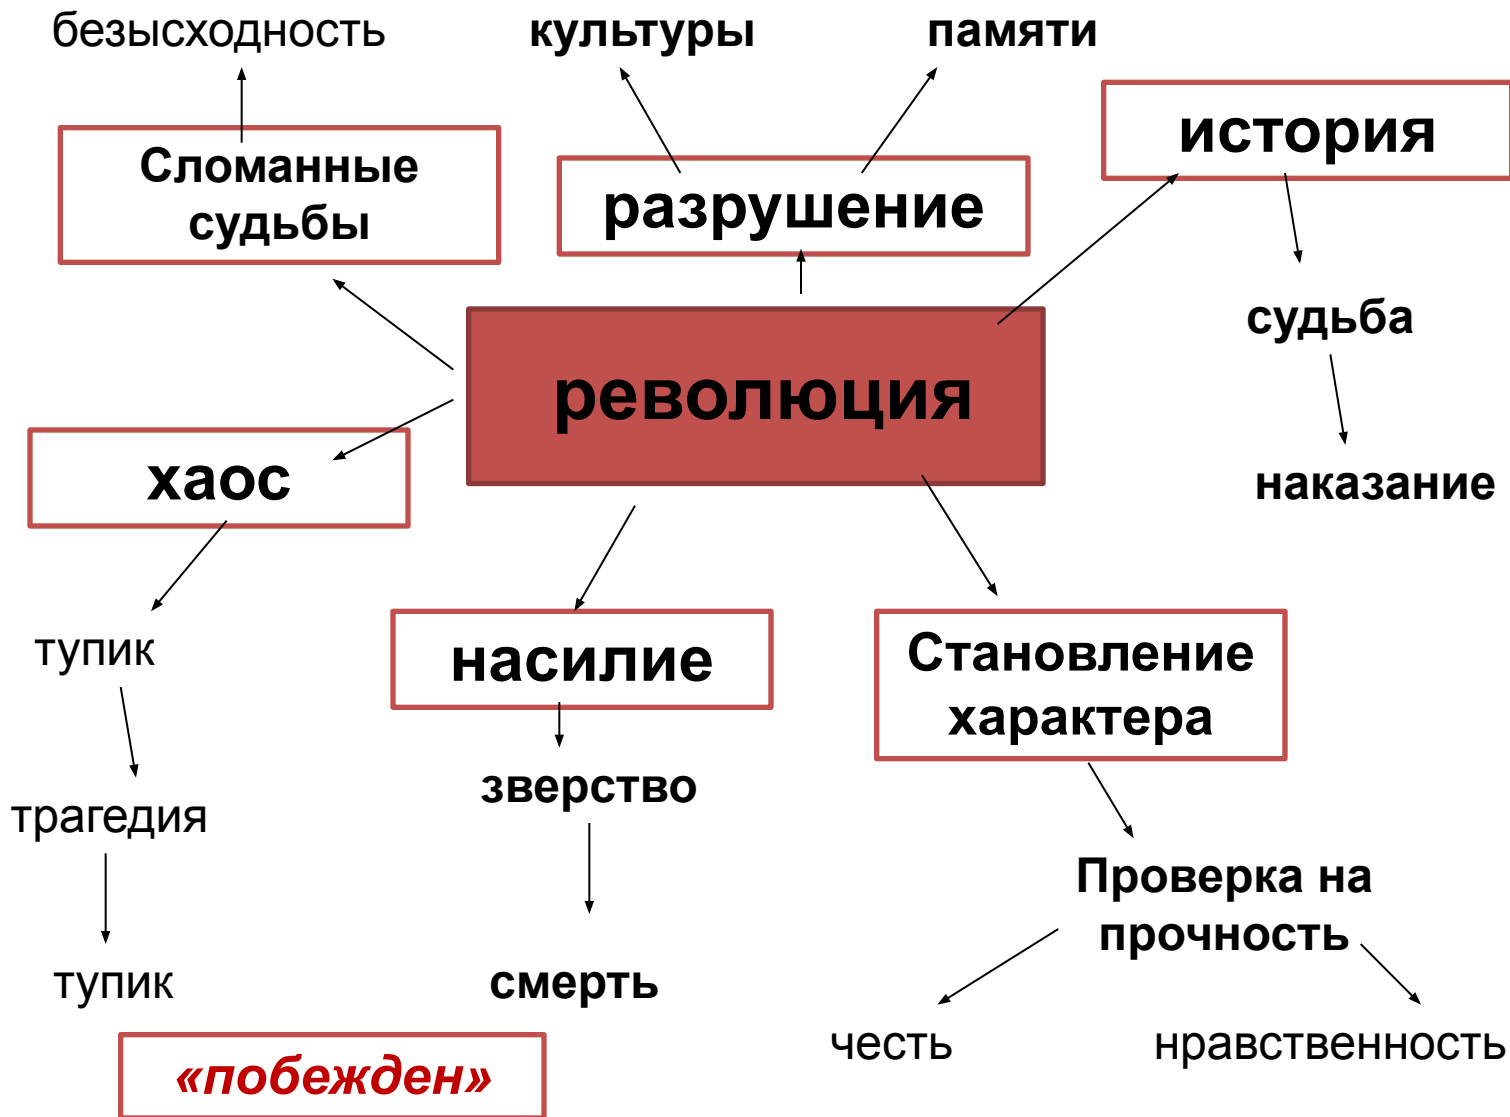 безысходность
культуры
памяти
история
Сломанные
судьбы
разрушение
судьба
революция
хаос
наказание
тупик
насилие
Становление
характера
зверство
трагедия
Проверка на
прочность
тупик
смерть
честь
нравственность
«побежден»